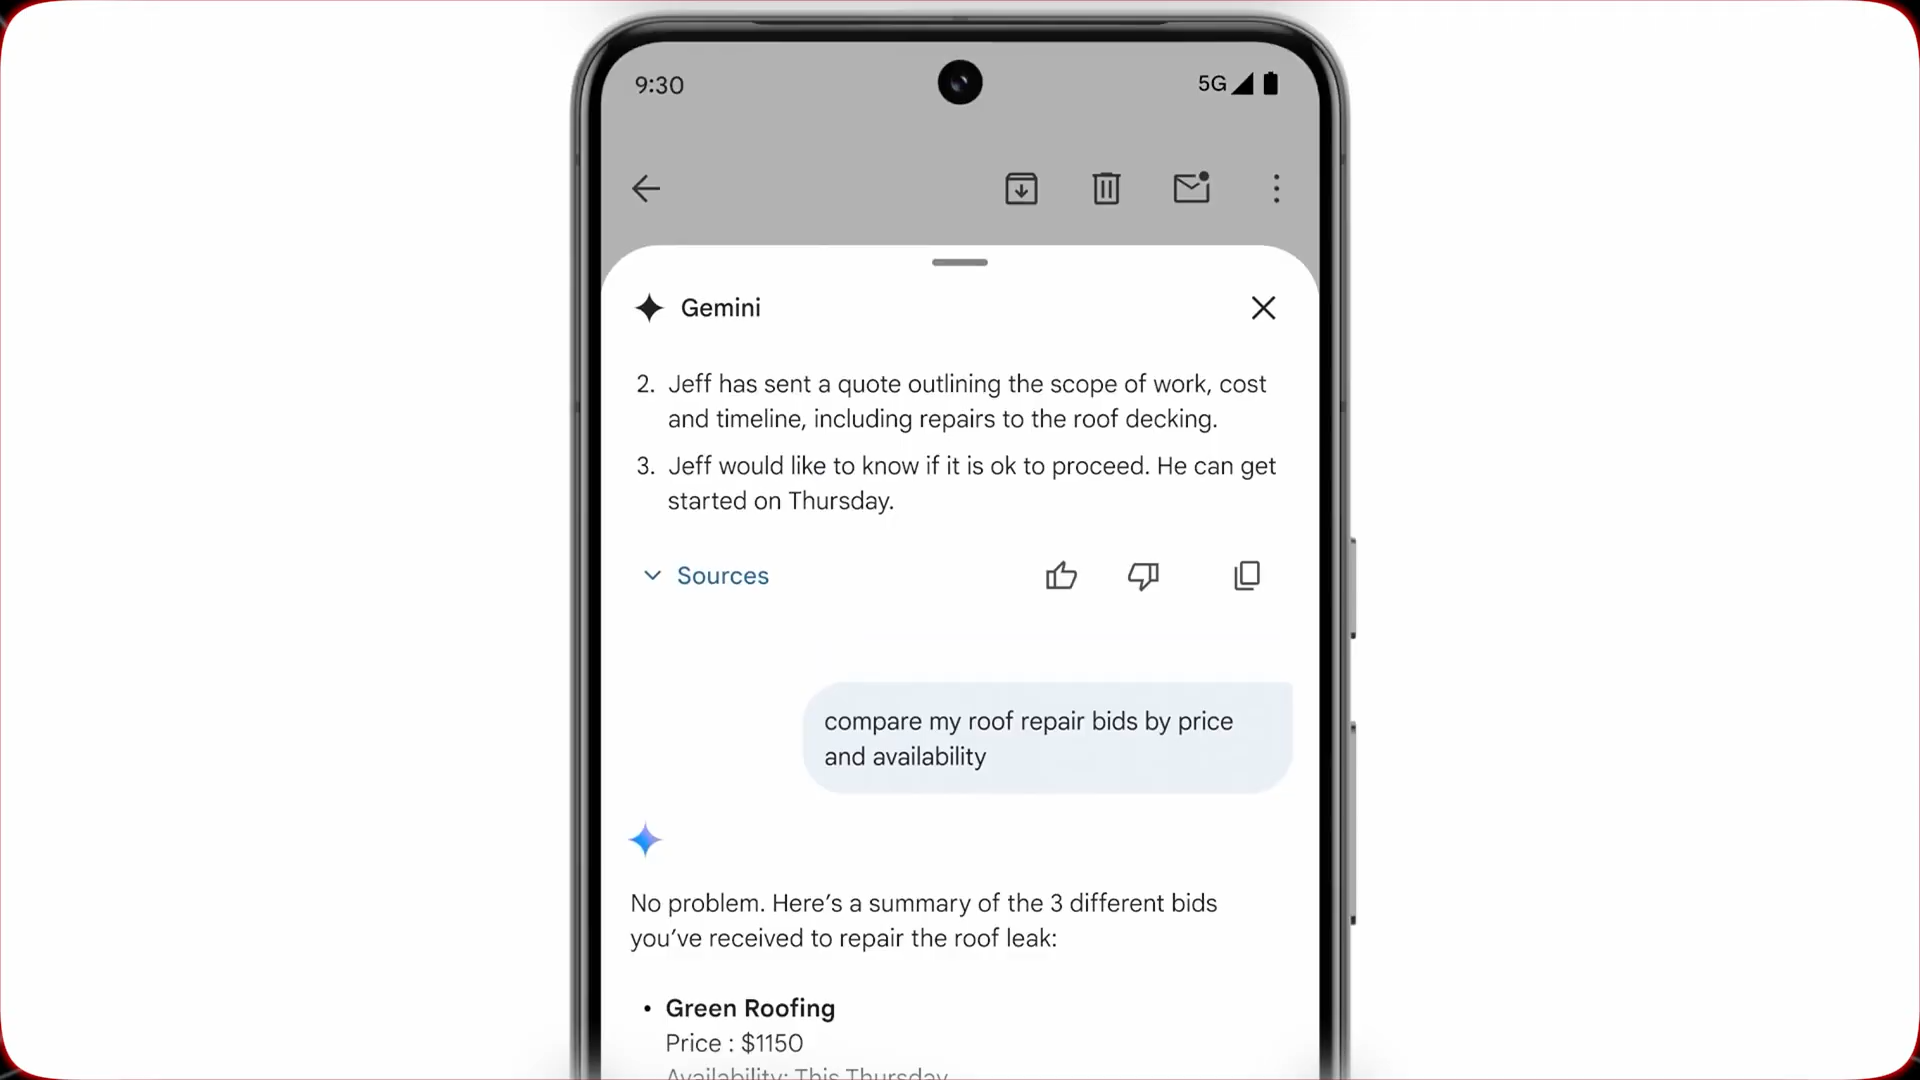 9:30
5G
Gemini
2. Jeff has sent a quote outlining the scope of work, cost
and timeline, including repairs to the roof decking.
3. Jeff would like to know if it is ok to proceed. He can get
started on Thursday.
Sources
compare my roof repair bids by price
and availability
No problem. Here’s a summary of the 3 different bids
you’ve received to repair the roof leak:
• Green Roofing
Price : $1150
Availability: This Thursday